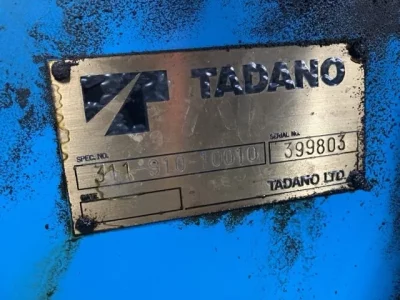 TADANO
SPEC. NO.
SERIAL NO.
399803
TADANO LTD.